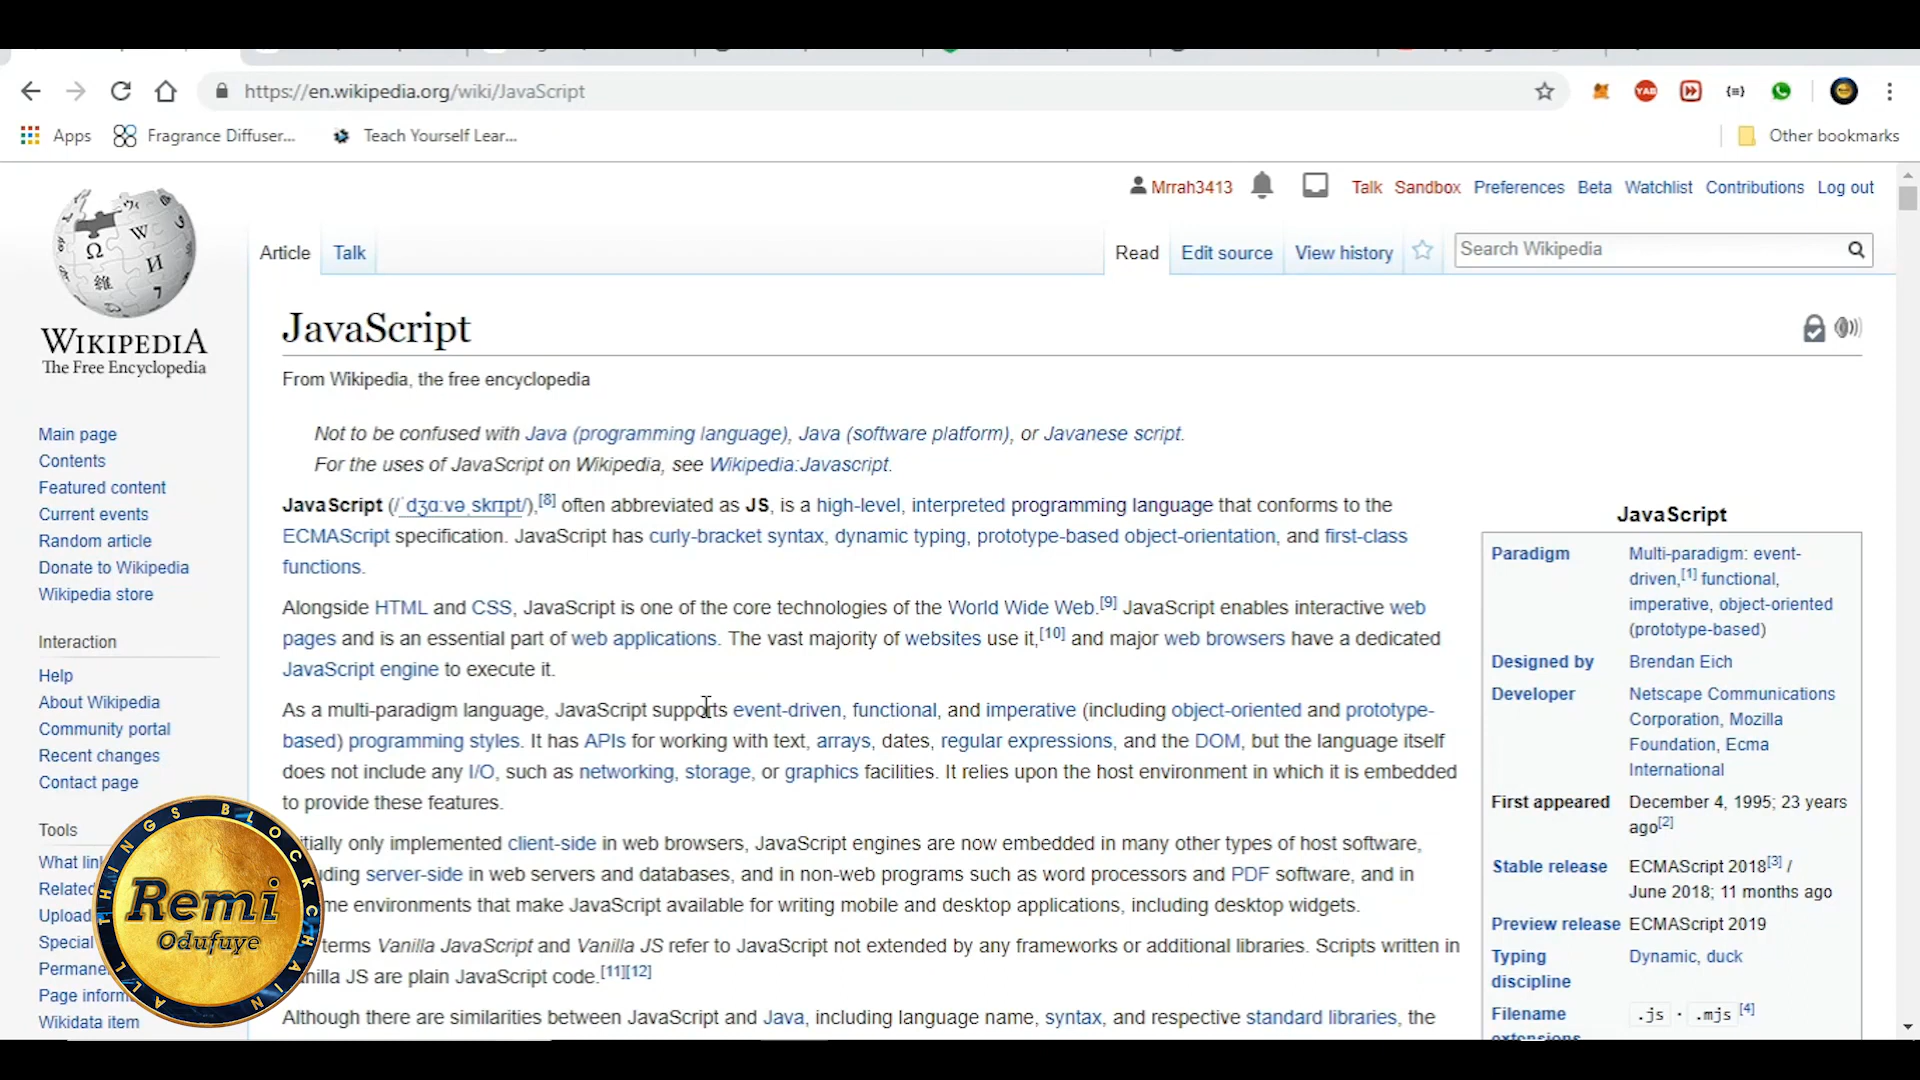 https://en.wikipedia.org/wiki/JavaScript
Apps Fragrance Diffuser... Teach Yourself Lear... Other bookmarks
Mrrah3413 Talk Sandbox Preferences Beta Watchlist Contributions Log out
Article Talk Read Edit source View history Search Wikipedia
WIKIPEDIA
The Free Encyclopedia
Main page
Contents
Featured content
Current events
Random article
Donate to Wikipedia
Wikipedia store
Interaction
Help
About Wikipedia
Community portal
Recent changes
Contact page
Tools
What lin
Related
Upload
Special
Permane
Page inform
Wikidata item
JavaScript
From Wikipedia, the free encyclopedia
Not to be confused with Java (programming language), Java (software platform), or Javanese script.
For the uses of JavaScript on Wikipedia, see Wikipedia:Javascript.
JavaScript (/ˈdʒɑːvəˌskrɪpt/),[8] often abbreviated as JS, is a high-level, interpreted programming language that conforms to the
ECMAScript specification. JavaScript has curly-bracket syntax, dynamic typing, prototype-based object-orientation, and first-class
functions.
Alongside HTML and CSS, JavaScript is one of the core technologies of the World Wide Web.[9] JavaScript enables interactive web
pages and is an essential part of web applications. The vast majority of websites use it,[10] and major web browsers have a dedicated
JavaScript engine to execute it.
As a multi-paradigm language, JavaScript supports event-driven, functional, and imperative (including object-oriented and prototype-
based) programming styles. It has APIs for working with text, arrays, dates, regular expressions, and the DOM, but the language itself
does not include any I/O, such as networking, storage, or graphics facilities. It relies upon the host environment in which it is embedded
to provide these features.
itially only implemented client-side in web browsers, JavaScript engines are now embedded in many other types of host software,
uding server-side in web servers and databases, and in non-web programs such as word processors and PDF software, and in
me environments that make JavaScript available for writing mobile and desktop applications, including desktop widgets.
terms Vanilla JavaScript and Vanilla JS refer to JavaScript not extended by any frameworks or additional libraries. Scripts written in
nilla JS are plain JavaScript code.[11][12]
Although there are similarities between JavaScript and Java, including language name, syntax, and respective standard libraries, the
JavaScript
Paradigm Multi-paradigm: event-
driven,[1] functional,
imperative, object-oriented
(prototype-based)
Designed by Brendan Eich
Developer Netscape Communications
Corporation, Mozilla
Foundation, Ecma
International
First appeared December 4, 1995; 23 years
ago[2]
Stable release ECMAScript 2018[3] /
June 2018; 11 months ago
Preview release ECMAScript 2019
Typing Dynamic, duck
discipline
Filename .js · .mjs [4]
extensions
ALL THINGS BLOCKCHAIN
Remi
Odufuye